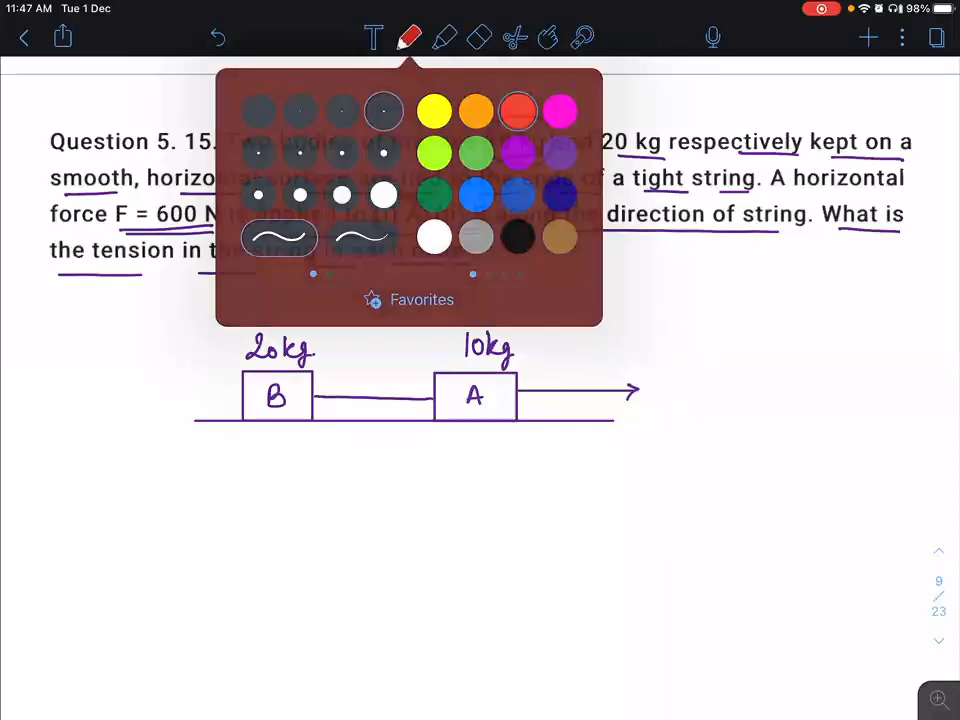 11:47 AM Tue 1 Dec 98%
Question 5. 15. 20 kg respectively kept on a
smooth, of a tight string. A horizontal
force F = 600 N direction of string. What is
the tension in
Favorites
20kg. 10kg
B A
9
/
23